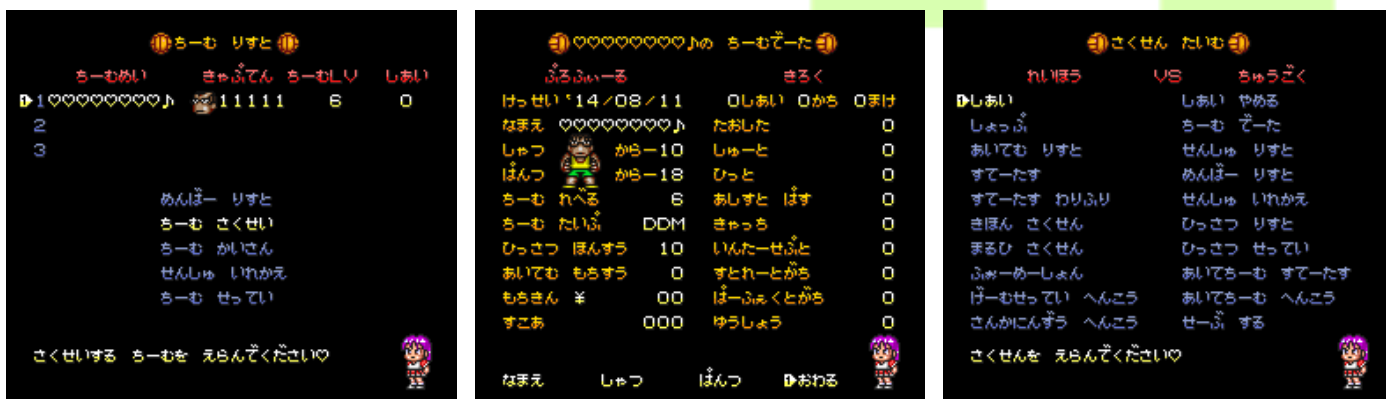 ちーむ りすと
ちーむめい きゃぷてん ちーむLV しあい
1 ♡♡♡♡♡♡♡♡♪ 11111 6 0
2
3
めんばー りすと
ちーむ さくせい
ちーむ かいさん
せんしゅ いれかえ
ちーむ せってい
さくせいする ちーむを えらんでください♡
♡♡♡♡♡♡♡♡♪の ちーむでーた
ぷろふぃーる きろく
けっせい '14/08/11 0しあい 0かち 0まけ
なまえ ♡♡♡♡♡♡♡♡♪ たおした 0
しゃつ からー10 しゅーと 0
ぱんつ からー18 ひっと 0
ちーむ れべる 6 あしすと ぱす 0
ちーむ たいぷ DDM きゃっち 0
ひっさつ ほんすう 10 いんたーせぷと 0
あいてむ もちすう 0 すとれーとがち 0
もちきん ¥ 00 ぱーふぇくとがち 0
すこあ 000 ゆうしょう 0
なまえ しゃつ ぱんつ おわる
さくせん たいむ
れいほう VS ちゅうごく
しあい しあい やめる
しょっぷ ちーむ でーた
あいてむ りすと せんしゅ りすと
すてーたす めんばー りすと
すてーたす わりふり せんしゅ いれかえ
きほん さくせん ひっさつ りすと
まるひ さくせん ひっさつ せってい
ふぉーめーしょん あいてちーむ すてーたす
げーむせってい へんこう あいてちーむ へんこう
さんかにんずう へんこう せーぶ する
さくせんを えらんでください♡